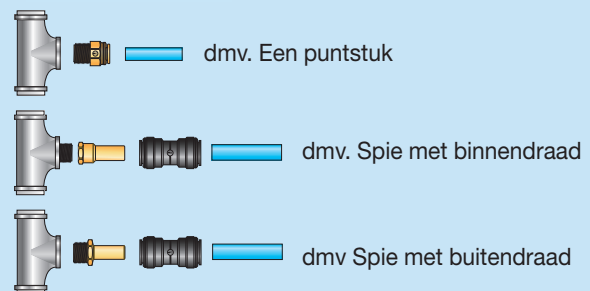 dmv. Een puntstuk
dmv. Spie met binnendraad
dmv Spie met buitendraad